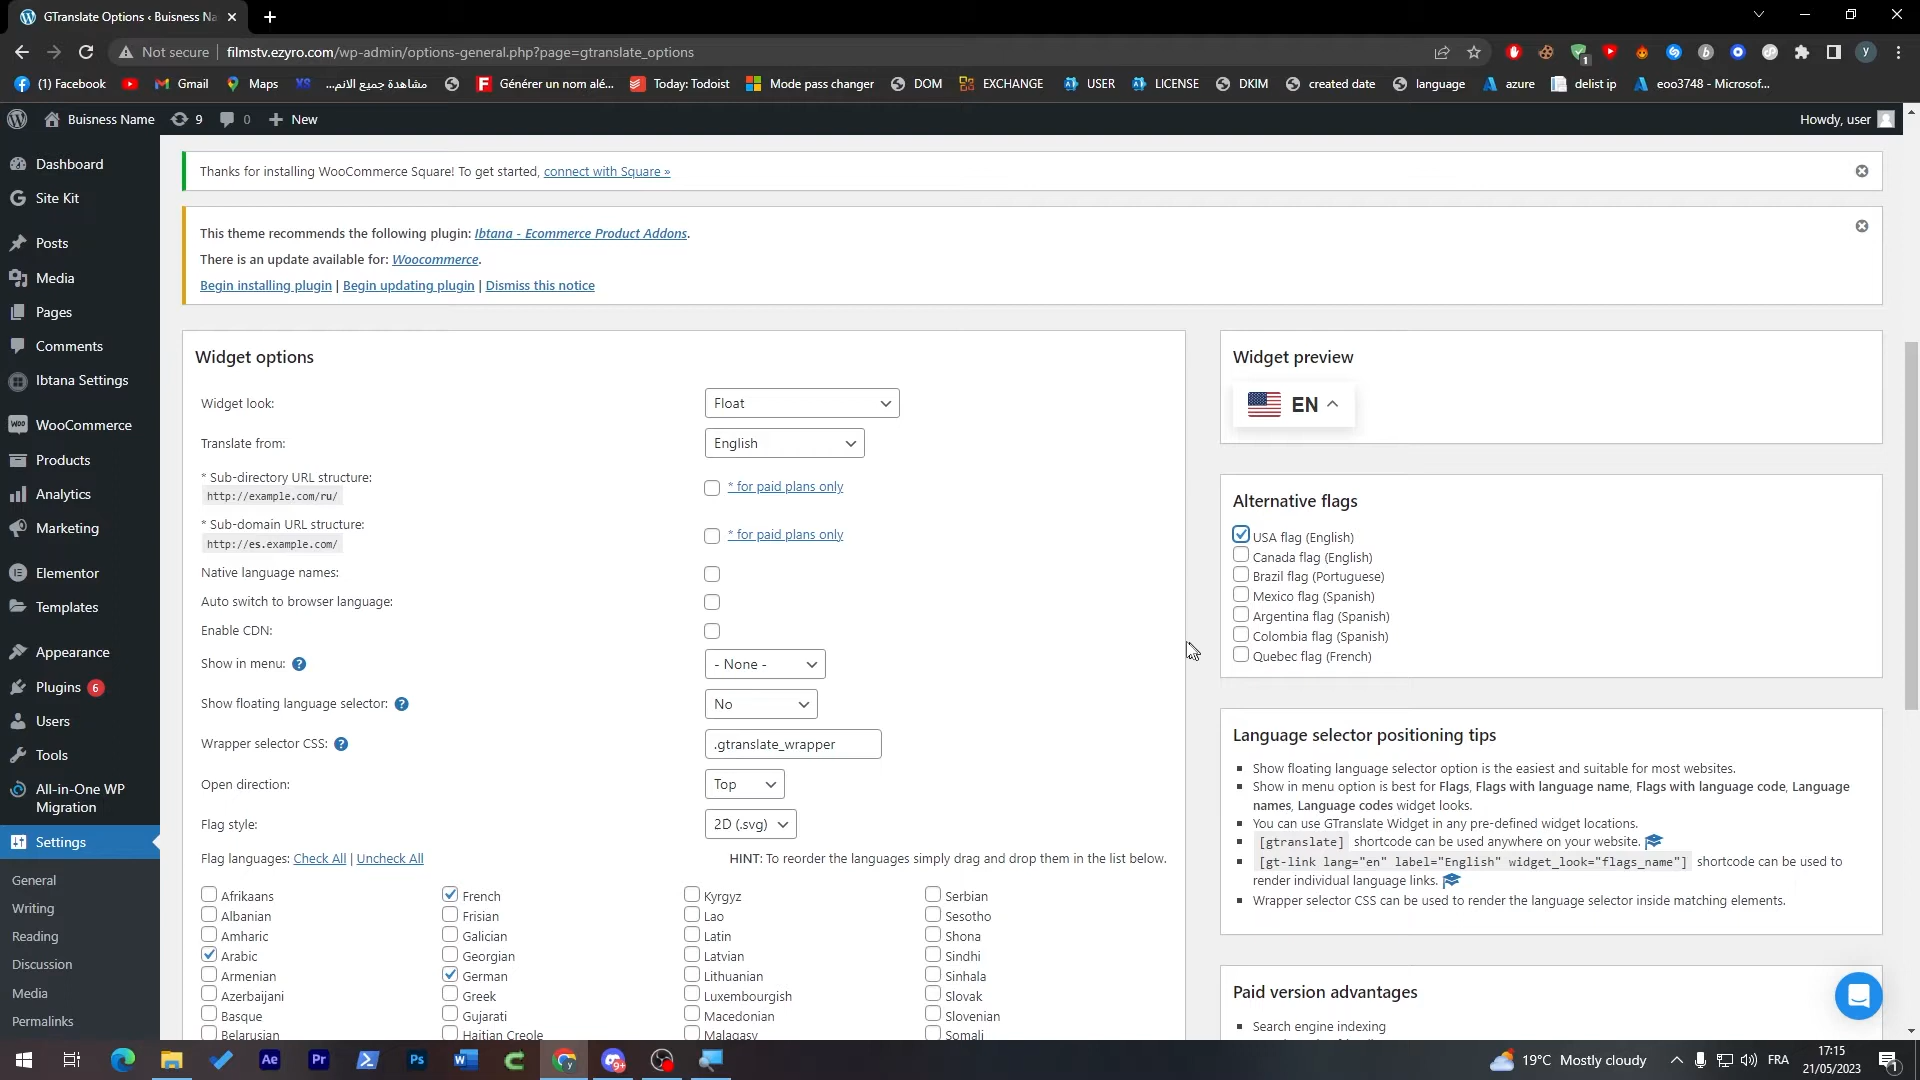 GTranslate Options ‹ Buisness Na
Not secure
filmstv.ezyro.com/wp-admin/options-general.php?page=gtranslate_options
(1) Facebook
Gmail
Maps
مشاهدة جميع الانم...
Générer un nom alé...
Today: Todoist
Mode pass changer
DOM
EXCHANGE
USER
LICENSE
DKIM
created date
language
azure
delist ip
eoo3748 - Microsof...
Buisness Name
9
0
New
Howdy, user
Dashboard
Site Kit
Posts
Media
Pages
Comments
Ibtana Settings
WooCommerce
Products
Analytics
Marketing
Elementor
Templates
Appearance
Plugins 6
Users
Tools
All-in-One WP
Migration
Settings
General
Writing
Reading
Discussion
Media
Permalinks
Thanks for installing WooCommerce Square! To get started, connect with Square »
This theme recommends the following plugin: Ibtana - Ecommerce Product Addons.
There is an update available for: Woocommerce.
Begin installing plugin | Begin updating plugin | Dismiss this notice
Widget options
Widget look:
Float
Translate from:
English
* Sub-directory URL structure:
http://example.com/ru/
* for paid plans only
* Sub-domain URL structure:
http://es.example.com/
* for paid plans only
Native language names:
Auto switch to browser language:
Enable CDN:
Show in menu:
- None -
Show floating language selector:
No
Wrapper selector CSS:
.gtranslate_wrapper
Open direction:
Top
Flag style:
2D (.svg)
Flag languages: Check All | Uncheck All
HINT: To reorder the languages simply drag and drop them in the list below.
Afrikaans
Albanian
Amharic
Arabic
Armenian
Azerbaijani
Basque
Belarusian
French
Frisian
Galician
Georgian
German
Greek
Gujarati
Haitian Creole
Kyrgyz
Lao
Latin
Latvian
Lithuanian
Luxembourgish
Macedonian
Malagasy
Serbian
Sesotho
Shona
Sindhi
Sinhala
Slovak
Slovenian
Somali
Widget preview
EN
Alternative flags
USA flag (English)
Canada flag (English)
Brazil flag (Portuguese)
Mexico flag (Spanish)
Argentina flag (Spanish)
Colombia flag (Spanish)
Quebec flag (French)
Language selector positioning tips
Show floating language selector option is the easiest and suitable for most websites.
Show in menu option is best for Flags, Flags with language name, Flags with language code, Language
names, Language codes widget looks.
You can use GTranslate Widget in any pre-defined widget locations.
[gtranslate] shortcode can be used anywhere on your website.
[gt-link lang="en" label="English" widget_look="flags_name"] shortcode can be used to
render individual language links.
Wrapper selector CSS can be used to render the language selector inside matching elements.
Paid version advantages
Search engine indexing
19°C Mostly cloudy
FRA
17:15
21/05/2023